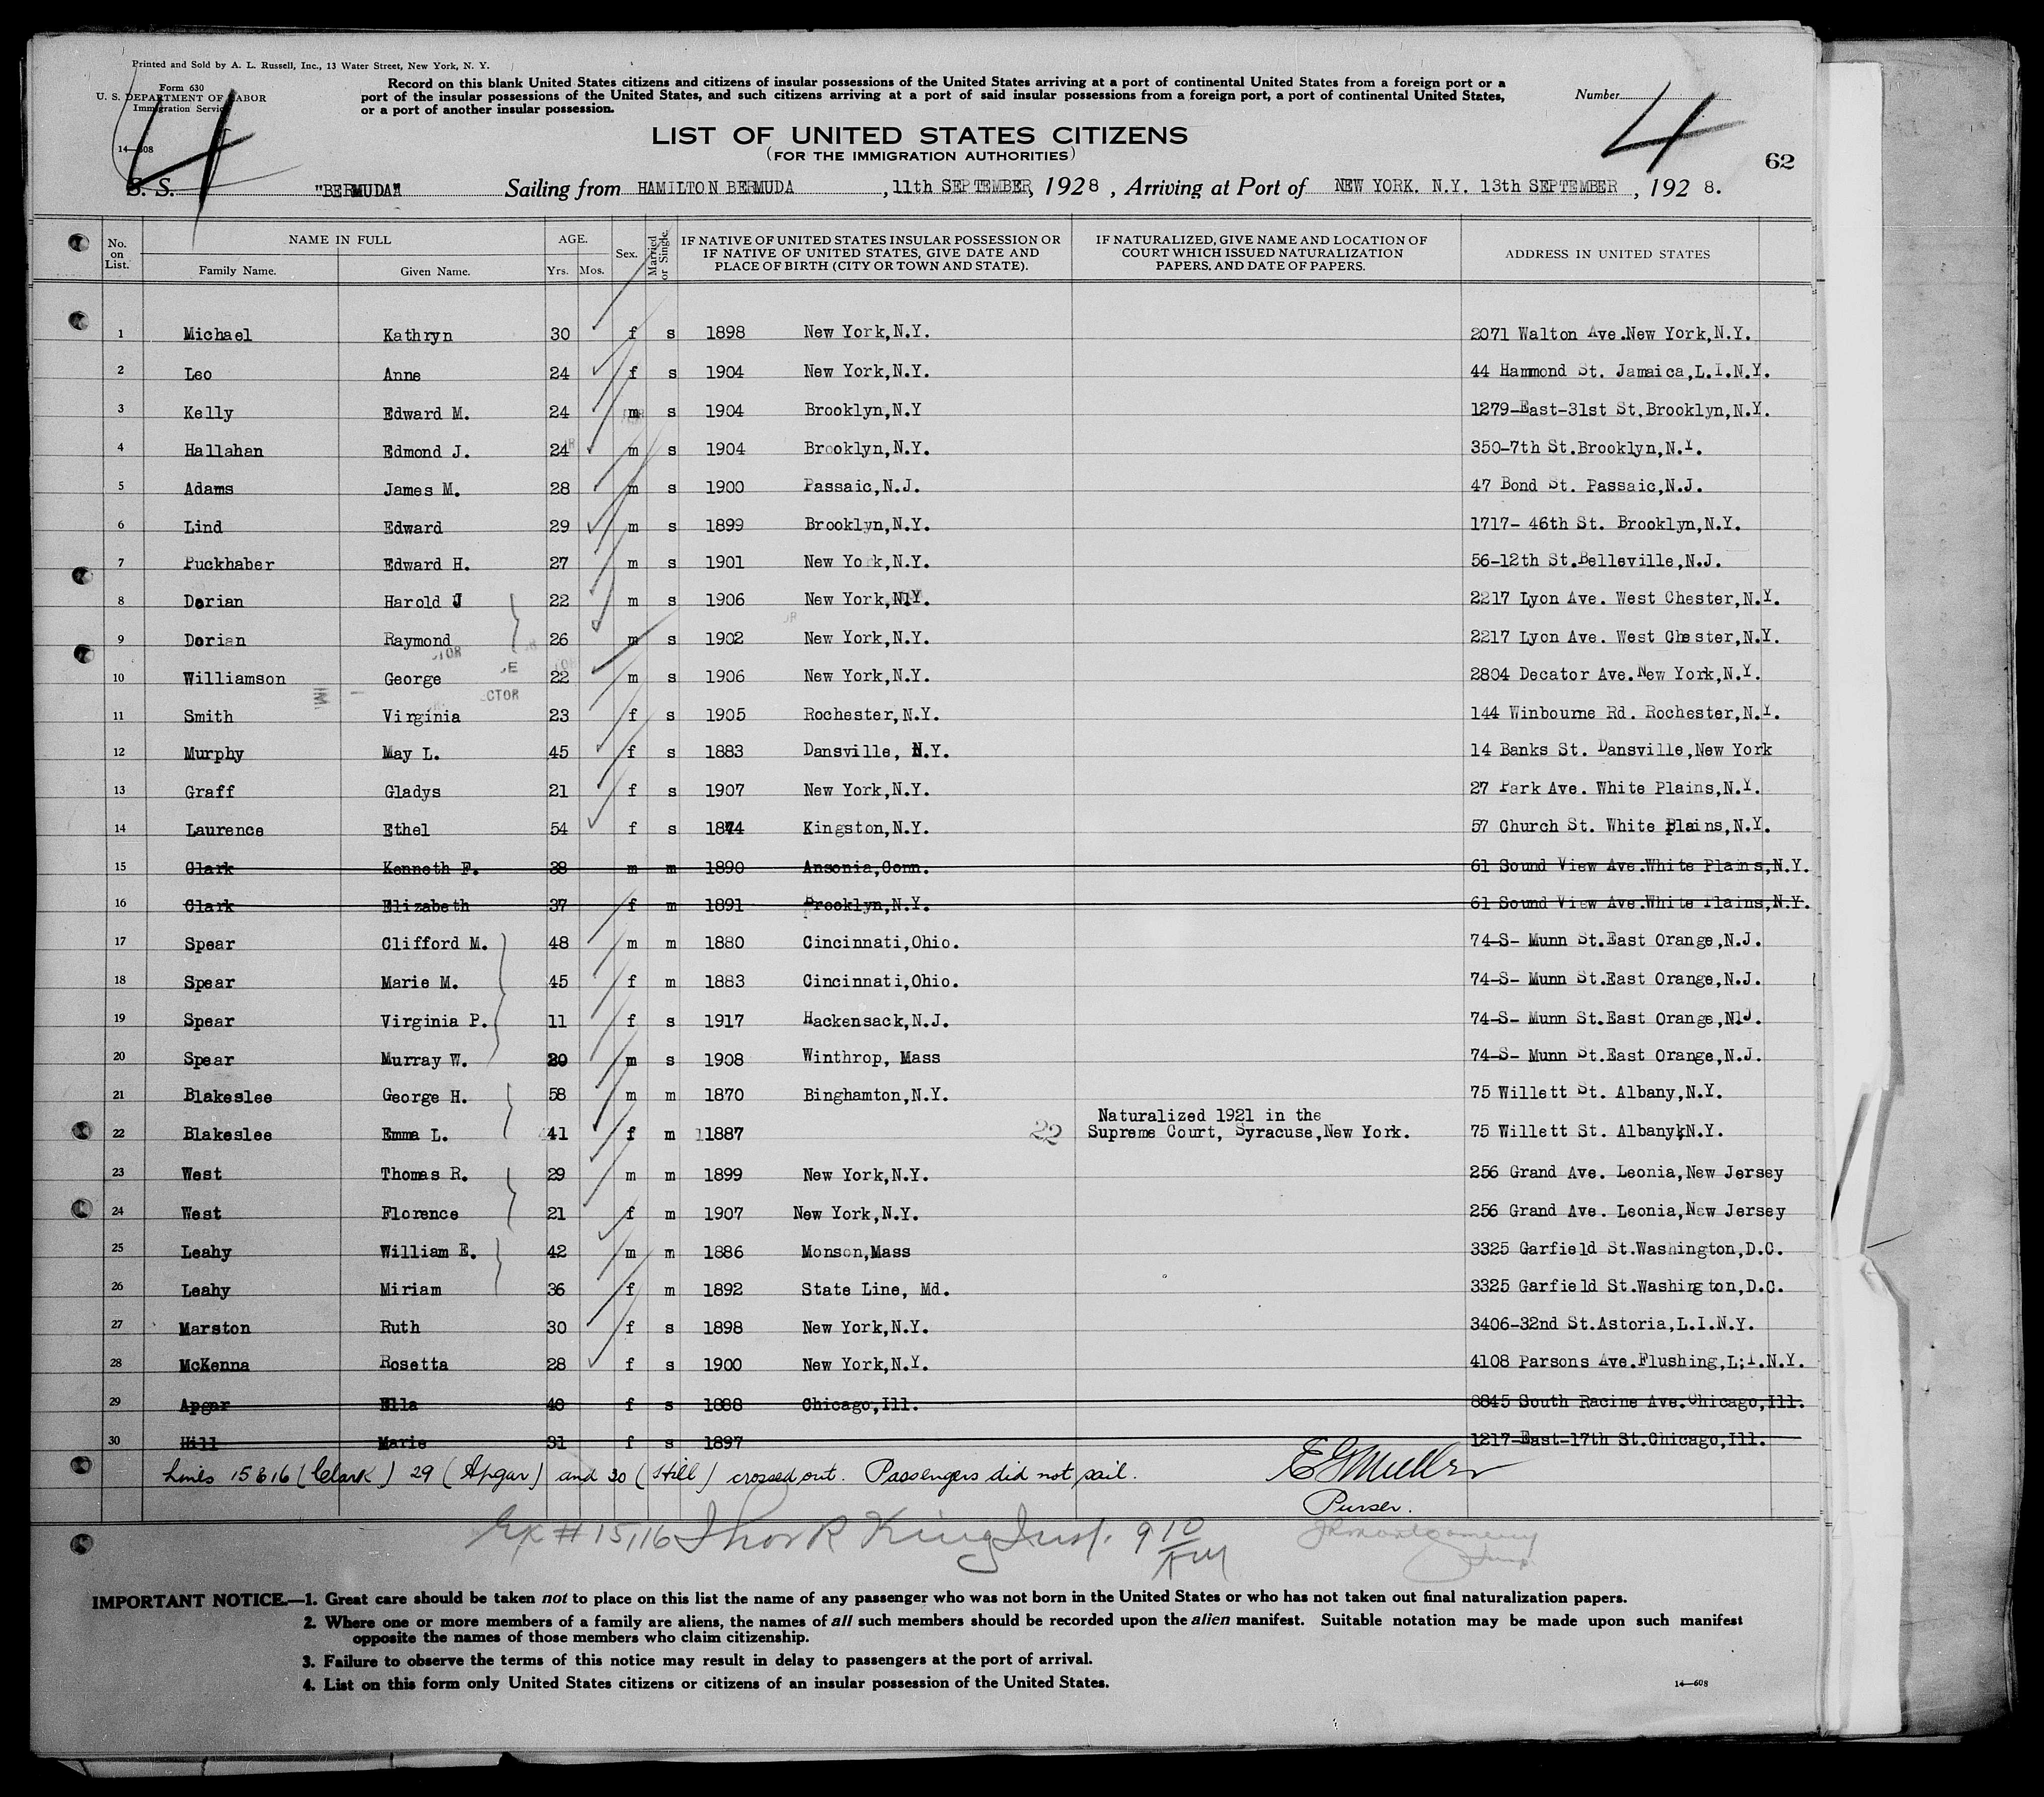 Printed and Sold by A. L. Russell, Inc., 13 Water Street, New York, N. Y.
Form 630
U. S. DEPARTMENT OF LABOR
Immigration Service
14—608
Record on this blank United States citizens and citizens of insular possessions of the United States arriving at a port of continental United States from a foreign port or a
port of the insular possessions of the United States, and such citizens arriving at a port of said insular possessions from a foreign port, a port of continental United States,
or a port of another insular possession.
Number
4
4
62
LIST OF UNITED STATES CITIZENS
(FOR THE IMMIGRATION AUTHORITIES)
S. S. "BERMUDA" Sailing from HAMILTON BERMUDA, 11th SEPTEMBER, 1928, Arriving at Port of NEW YORK. N.Y. 13th SEPTEMBER, 1928.
No. on List. NAME IN FULL Family Name. Given Name. AGE. Yrs. Mos. Sex. Married or Single. IF NATIVE OF UNITED STATES INSULAR POSSESSION OR IF NATIVE OF UNITED STATES, GIVE DATE AND PLACE OF BIRTH (CITY OR TOWN AND STATE). IF NATURALIZED, GIVE NAME AND LOCATION OF COURT WHICH ISSUED NATURALIZATION PAPERS, AND DATE OF PAPERS. ADDRESS IN UNITED STATES
1 Michael Kathryn 30 f s 1898 New York,N.Y. 2071 Walton Ave.New York,N.Y.
2 Leo Anne 24 f s 1904 New York,N.Y. 44 Hammond St. Jamaica,L.I.N.Y.
3 Kelly Edward M. 24 m s 1904 Brooklyn,N.Y 1279-East-31st St.Brooklyn,N.Y.
4 Hallahan Edmond J. 24 m s 1904 Brooklyn,N.Y. 350-7th St.Brooklyn,N.Y.
5 Adams James M. 28 m s 1900 Passaic,N.J. 47 Bond St. Passaic,N.J.
6 Lind Edward 29 m s 1899 Brooklyn,N.Y. 1717- 46th St. Brooklyn,N.Y.
7 Puckhaber Edward H. 27 m s 1901 New York,N.Y. 56-12th St.Belleville,N.J.
8 Dorian Harold J 22 m s 1906 New York,N.Y. 2217 Lyon Ave. West Chester,N.Y.
9 Dorian Raymond 26 m s 1902 New York,N.Y. 2217 Lyon Ave. West Chester,N.Y.
10 Williamson George 22 m s 1906 New York,N.Y. 2804 Decator Ave.New York,N.Y.
11 Smith Virginia 23 f s 1905 Rochester,N.Y. 144 Winbourne Rd. Rochester,N.Y.
12 Murphy May L. 45 f s 1883 Dansville, N.Y. 14 Banks St. Dansville,New York
13 Graff Gladys 21 f s 1907 New York,N.Y. 27 Park Ave. White Plains,N.Y.
14 Laurence Ethel 54 f s 1874 Kingston,N.Y. 57 Church St. White Plains,N.Y.
15 Clark Kenneth F. 38 m m 1890 Ansonia,Conn. 61 Sound View Ave.White Plains,N.Y.
16 Clark Elizabeth 37 f m 1891 Brooklyn,N.Y. 61 Sound View Ave.White Plains,N.Y.
17 Spear Clifford M. 48 m m 1880 Cincinnati,Ohio. 74-S- Munn St.East Orange,N.J.
18 Spear Marie M. 45 f m 1883 Cincinnati,Ohio. 74-S- Munn St.East Orange,N.J.
19 Spear Virginia P. 11 f s 1917 Hackensack,N.J. 74-S- Munn St.East Orange,N.J.
20 Spear Murray W. 20 m s 1908 Winthrop, Mass 74-S- Munn St.East Orange,N.J.
21 Blakeslee George H. 58 m m 1870 Binghamton,N.Y. 75 Willett St. Albany,N.Y.
22 Blakeslee Emma L. 41 f m 1887 22 Naturalized 1921 in the Supreme Court, Syracuse,New York. 75 Willett St. Albany,N.Y.
23 West Thomas R. 29 m m 1899 New York,N.Y. 256 Grand Ave. Leonia,New Jersey
24 West Florence 21 f m 1907 New York,N.Y. 256 Grand Ave. Leonia,New Jersey
25 Leahy William E. 42 m m 1886 Monson,Mass 3325 Garfield St.Washington,D.C.
26 Leahy Miriam 36 f m 1892 State Line, Md. 3325 Garfield St.Washington,D.C.
27 Marston Ruth 30 f s 1898 New York,N.Y. 3406-32nd St.Astoria,L.I.N.Y.
28 McKenna Rosetta 28 f s 1900 New York,N.Y. 4108 Parsons Ave.Flushing,L;I.N.Y.
29 Apgar Ella 40 f s 1888 Chicago,Ill. 8845 South Racine Ave.Chicago,Ill.
30 Hill Marie 31 f s 1897 1217-East-17th St.Chicago,Ill.
Lines 15 & 16 (Clark) 29 (Apgar) and 30 (Hill) crossed out. Passengers did not sail.
E G Muller
Purser.
Ex # 15,16 Thor R King Insp. 9 10 AM
JR Montgomery
Insp.
IMPORTANT NOTICE.—1. Great care should be taken not to place on this list the name of any passenger who was not born in the United States or who has not taken out final naturalization papers.
2. Where one or more members of a family are aliens, the names of all such members should be recorded upon the alien manifest. Suitable notation may be made upon such manifest
opposite the names of those members who claim citizenship.
3. Failure to observe the terms of this notice may result in delay to passengers at the port of arrival.
4. List on this form only United States citizens or citizens of an insular possession of the United States.
14—608